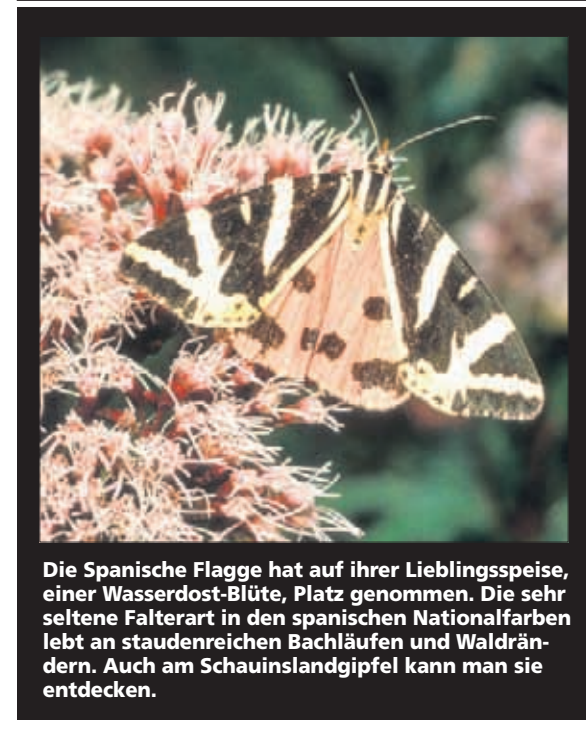 Die Spanische Flagge hat auf ihrer Lieblingsspeise,
einer Wasserdost-Blüte, Platz genommen. Die sehr
seltene Falterart in den spanischen Nationalfarben
lebt an staudenreichen Bachläufen und Waldrän-
dern. Auch am Schauinslandgipfel kann man sie
entdecken.